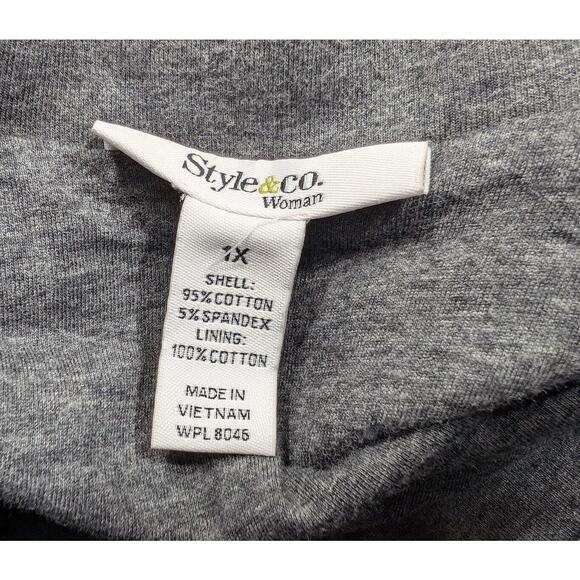 Style&co.
Woman
1X
SHELL:
95% COTTON
5% SPANDEX
LINING:
100% COTTON
MADE IN
VIETNAM
WPL 8046